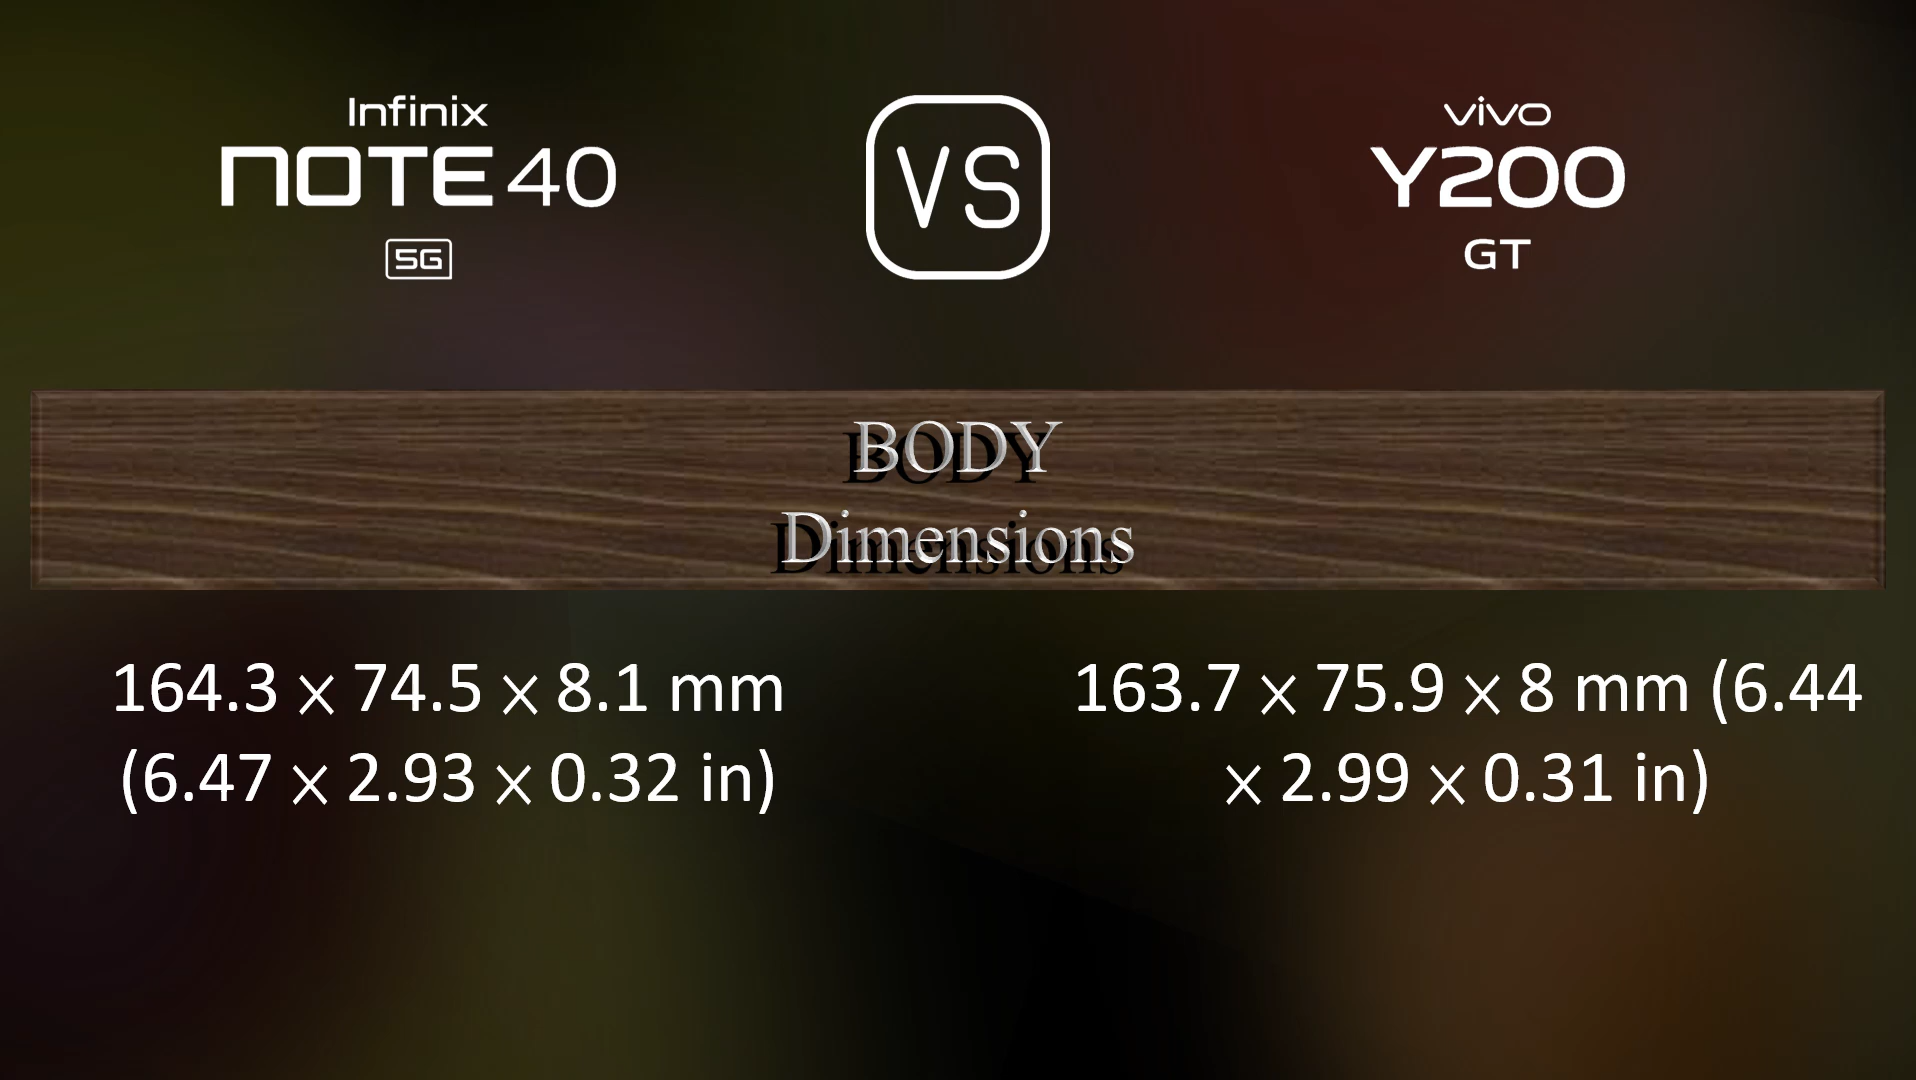 Infinix
NOTE 40
5G
VS
vivo
Y200
GT
BODY
Dimensions
164.3 x 74.5 x 8.1 mm
(6.47 x 2.93 x 0.32 in)
163.7 x 75.9 x 8 mm (6.44
x 2.99 x 0.31 in)